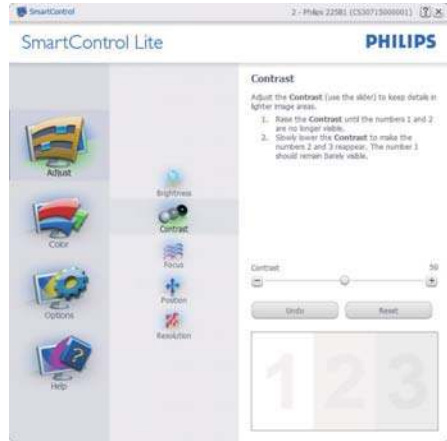 SmartControl
2 - Philips 225B1 (CS30715000001)
SmartControl Lite
PHILIPS
Contrast
Adjust the Contrast (use the slider) to keep details in
lighter image areas.
1. Raise the Contrast until the numbers 1 and 2
are no longer visible.
2. Slowly lower the Contrast to make the
numbers 2 and 3 reappear. The number 1
should remain barely visible.
Adjust
Color
Options
Help
Brightness
Contrast
Focus
Position
Resolution
Contrast 50
Undo Reset
1 2 3